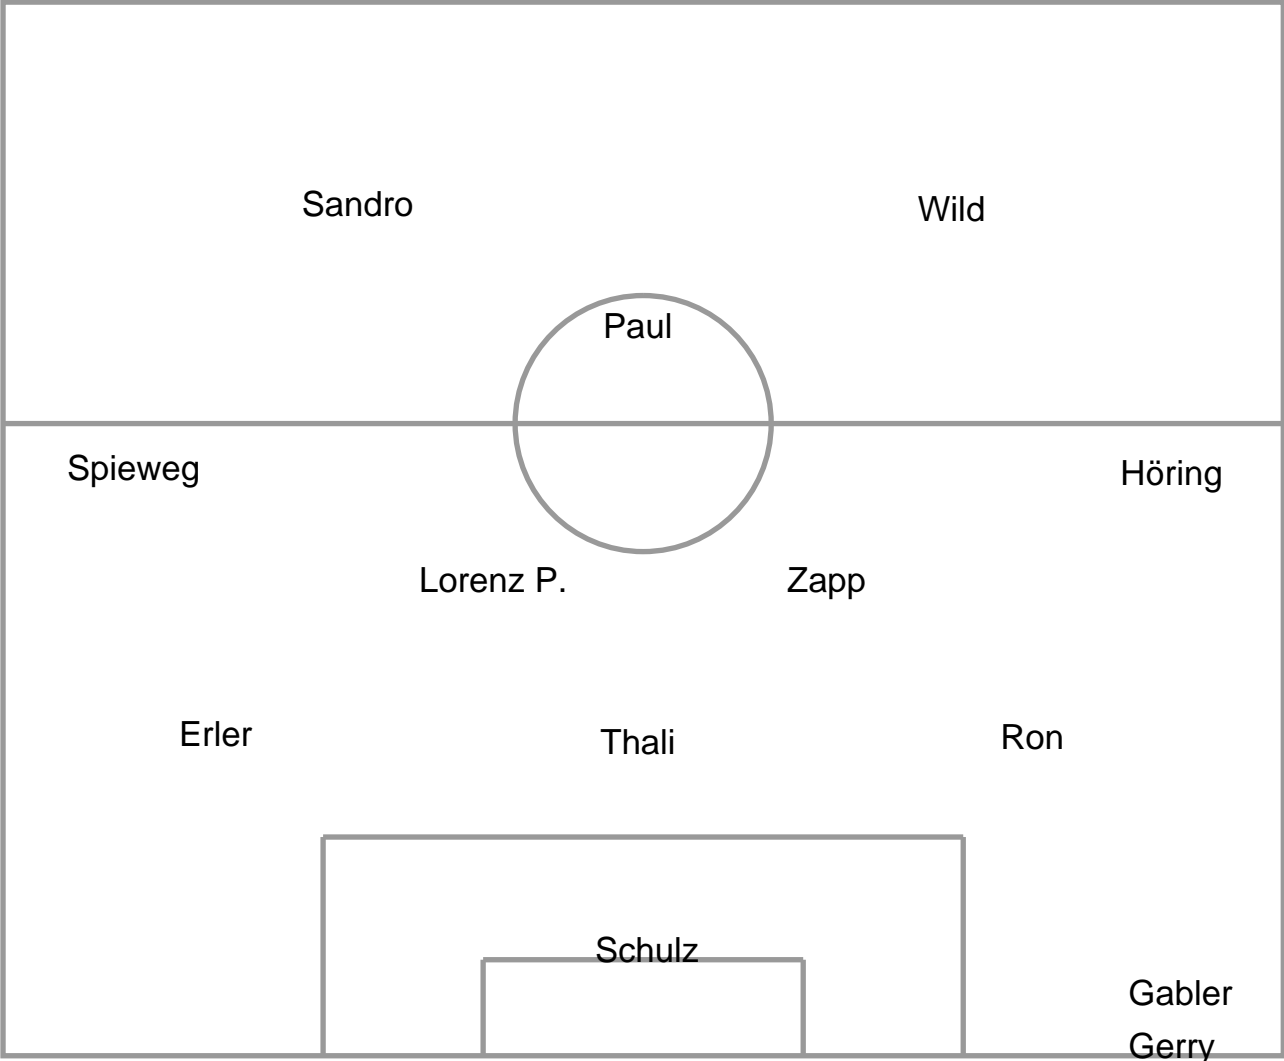 Sandro
Wild
Paul
Spieweg
Höring
Lorenz P.
Zapp
Erler
Thali
Ron
Schulz
Gabler
Gerry